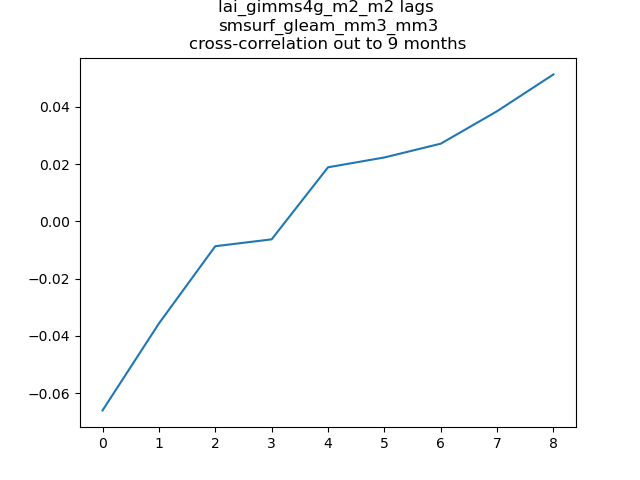 lai_gimms4g_m2_m2 lags
smsurf_gleam_mm3_mm3
cross-correlation out to 9 months
0.04
0.02
0.00
−0.02
−0.04
−0.06
0 1 2 3 4 5 6 7 8